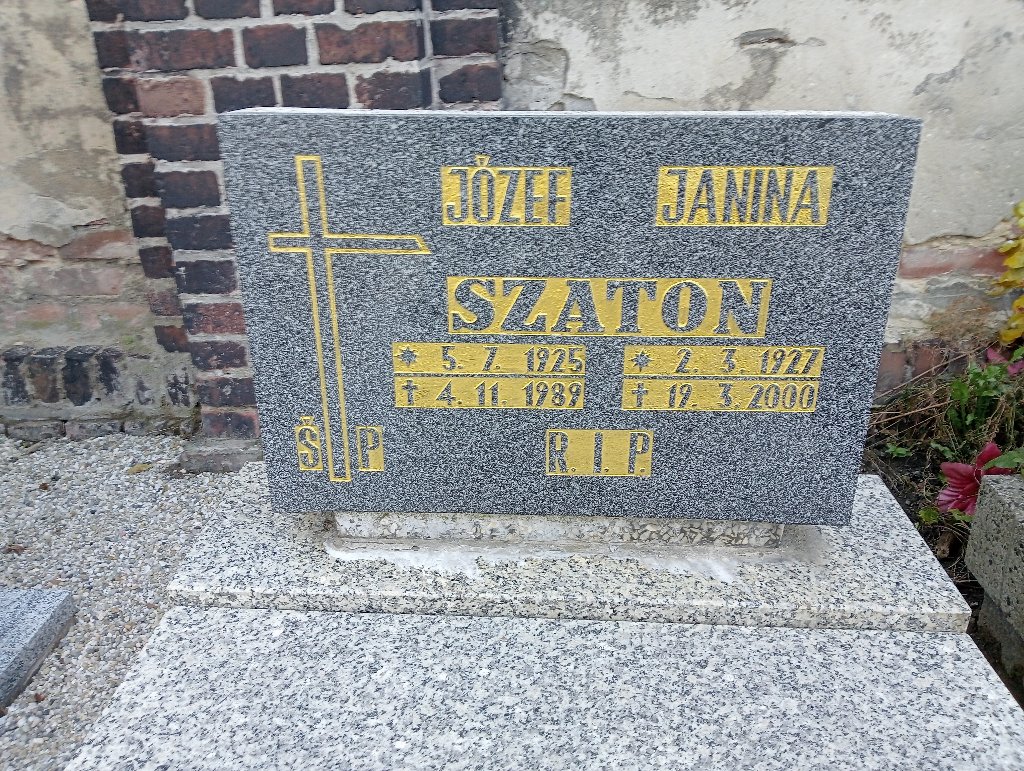 JÓZEF JANINA
SZATON
* 5. 7. 1925 * 2. 3. 1927
† 4. 11. 1989 † 19. 3. 2000
Ś P R. I. P.